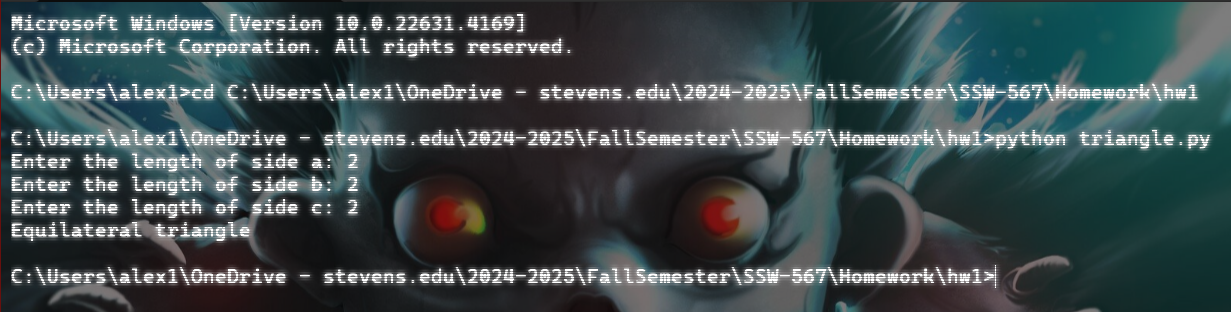 Microsoft Windows [Version 10.0.22631.4169]
(c) Microsoft Corporation. All rights reserved.
C:\Users\alex1>cd C:\Users\alex1\OneDrive - stevens.edu\2024-2025\FallSemester\SSW-567\Homework\hw1
C:\Users\alex1\OneDrive - stevens.edu\2024-2025\FallSemester\SSW-567\Homework\hw1>python triangle.py
Enter the length of side a: 2
Enter the length of side b: 2
Enter the length of side c: 2
Equilateral triangle
C:\Users\alex1\OneDrive - stevens.edu\2024-2025\FallSemester\SSW-567\Homework\hw1>